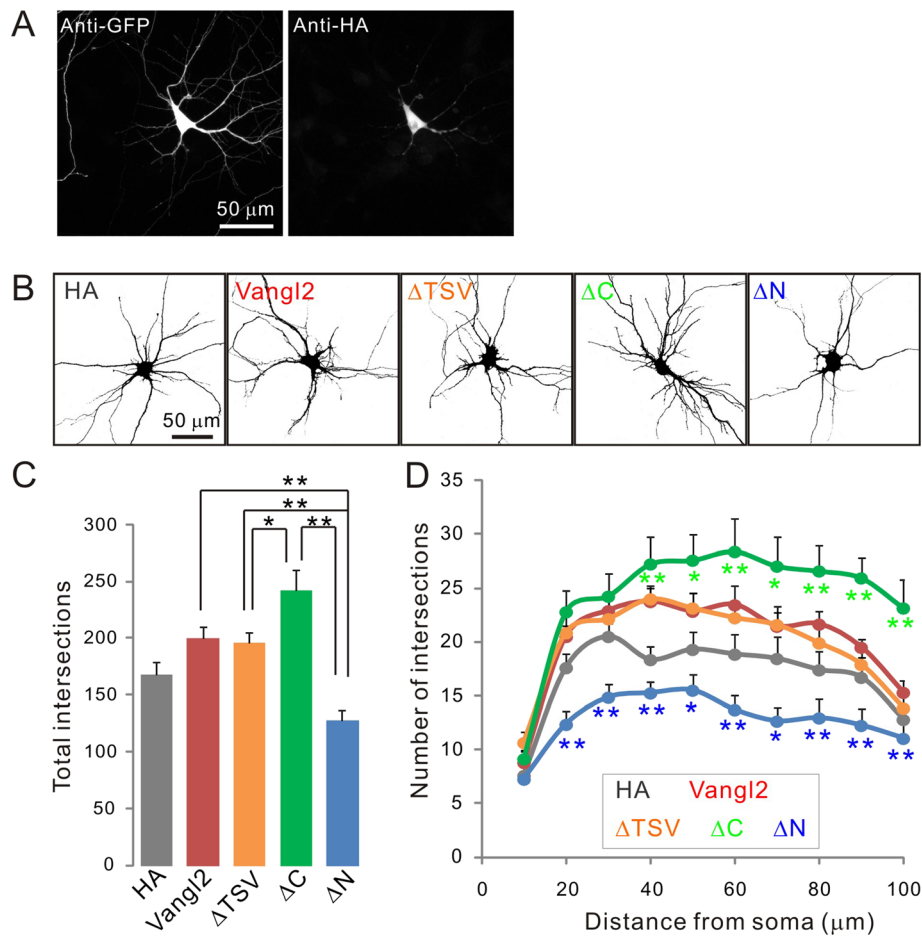 A
Anti-GFP
Anti-HA
50 μm
B
HA
Vangl2
ΔTSV
ΔC
ΔN
50 μm
C
**
**
*
**
300
250
200
150
100
50
0
Total intersections
HA
Vangl2
ΔTSV
ΔC
ΔN
D
35
30
25
20
15
10
5
0
Number of intersections
** * ** * ** ** **
** ** ** * ** * ** ** **
HA Vangl2
ΔTSV ΔC ΔN
0 20 40 60 80 100
Distance from soma (μm)